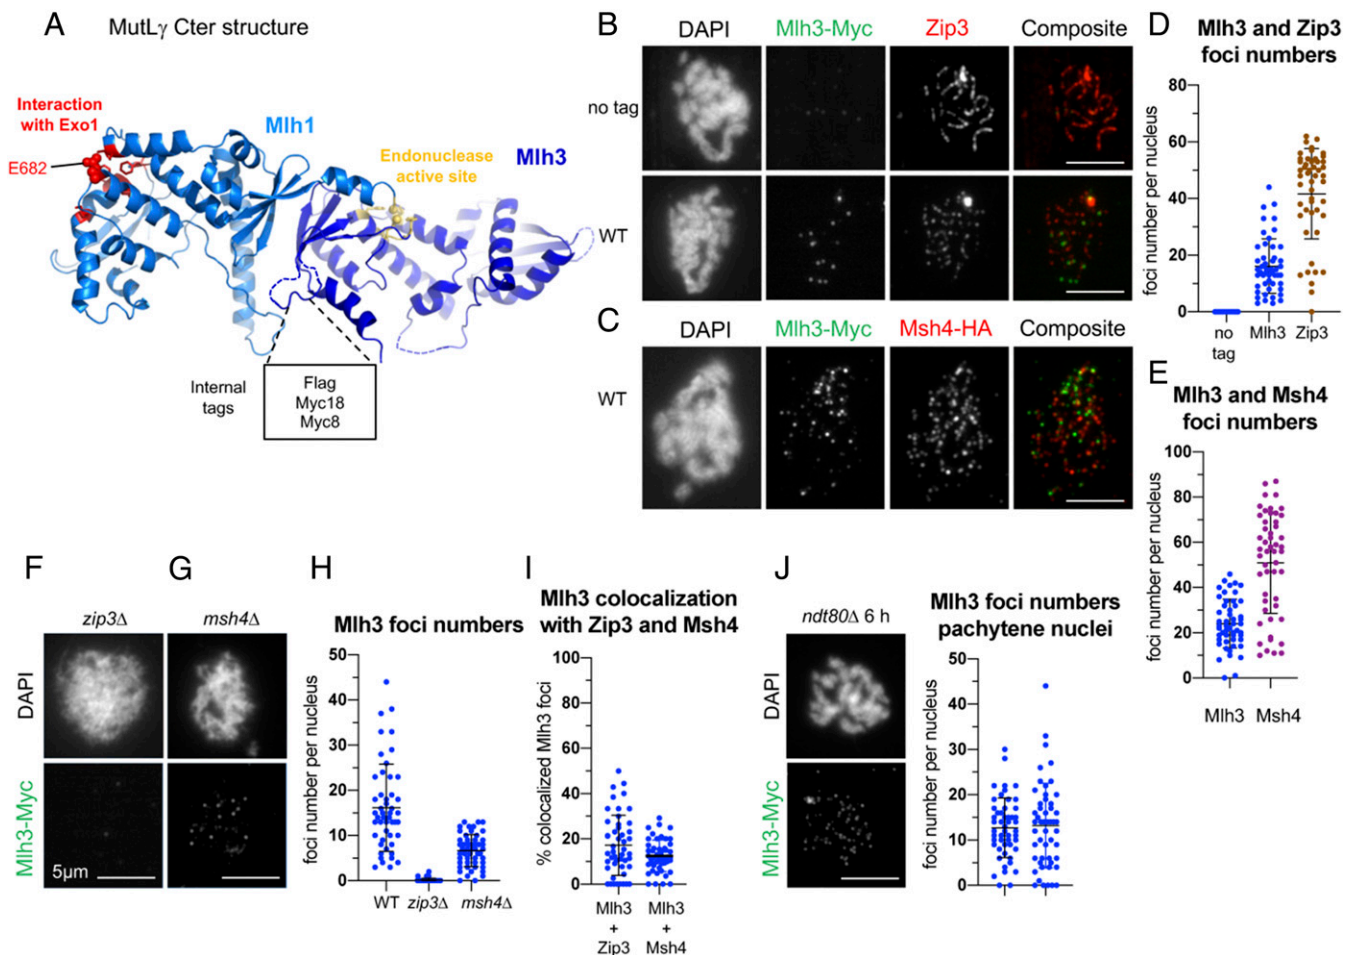 A
MutLγ Cter structure
Interaction
with Exo1
E682
Mlh1
Endonuclease
active site
Mlh3
Internal
tags
Flag
Myc18
Myc8
B
DAPI
Mlh3-Myc
Zip3
Composite
no tag
WT
C
DAPI
Mlh3-Myc
Msh4-HA
Composite
WT
D
Mlh3 and Zip3
foci numbers
foci number per nucleus
80
60
40
20
0
no
tag
Mlh3
Zip3
E
Mlh3 and Msh4
foci numbers
foci number per nucleus
100
80
60
40
20
0
Mlh3
Msh4
F
zip3Δ
DAPI
Mlh3-Myc
5μm
G
msh4Δ
H
Mlh3 foci numbers
foci number per nucleus
50
40
30
20
10
0
WT
zip3Δ
msh4Δ
I
Mlh3 colocalization
with Zip3 and Msh4
% colocalized Mlh3 foci
100
80
60
40
20
0
Mlh3
+
Zip3
Mlh3
+
Msh4
J
ndt80Δ 6 h
DAPI
Mlh3-Myc
Mlh3 foci numbers
pachytene nuclei
foci number per nucleus
50
40
30
20
10
0